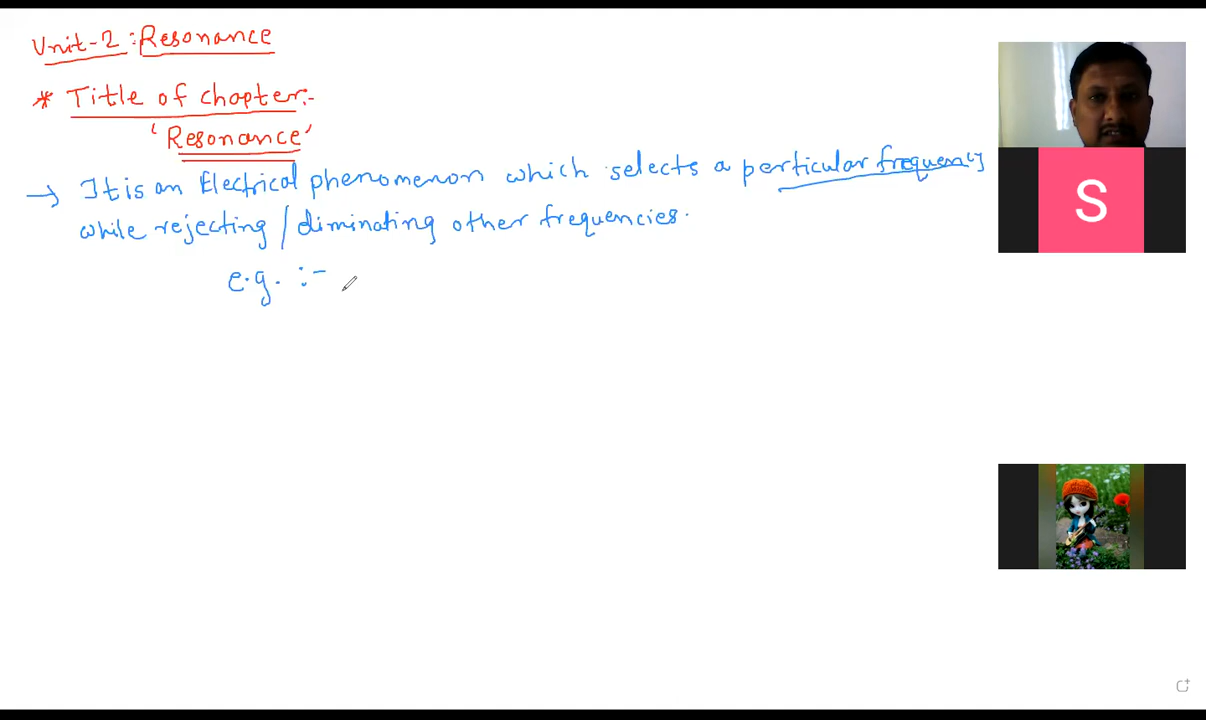 Unit-2: Resonance
* Title of chapter:-
'Resonance'
→ It is an Electrical phenomenon which selects a perticular frequency
while rejecting / diminating other frequencies.
e.g. :-
S